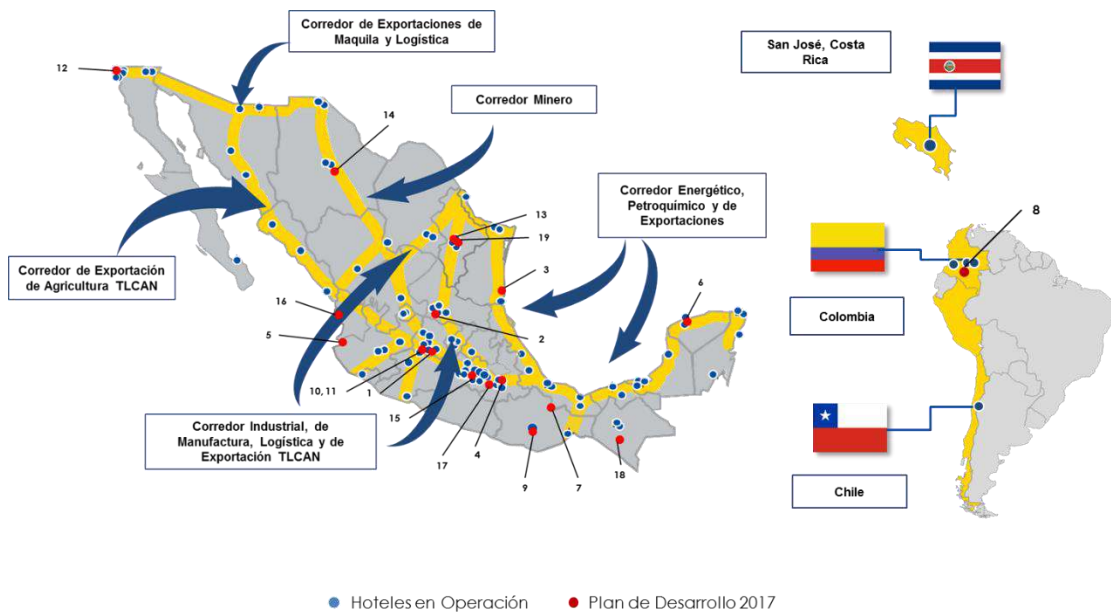 Corredor de Exportaciones de
Maquila y Logística
San José, Costa
Rica
12
Corredor Minero
14
Corredor Energético,
Petroquímico y de
Exportaciones
13
19
8
Corredor de Exportación
de Agricultura TLCAN
3
16
6
5
2
Colombia
10, 11
1
15
Corredor Industrial, de
Manufactura, Logística y de
Exportación TLCAN
17
4
9
7
18
Chile
Hoteles en Operación
Plan de Desarrollo 2017